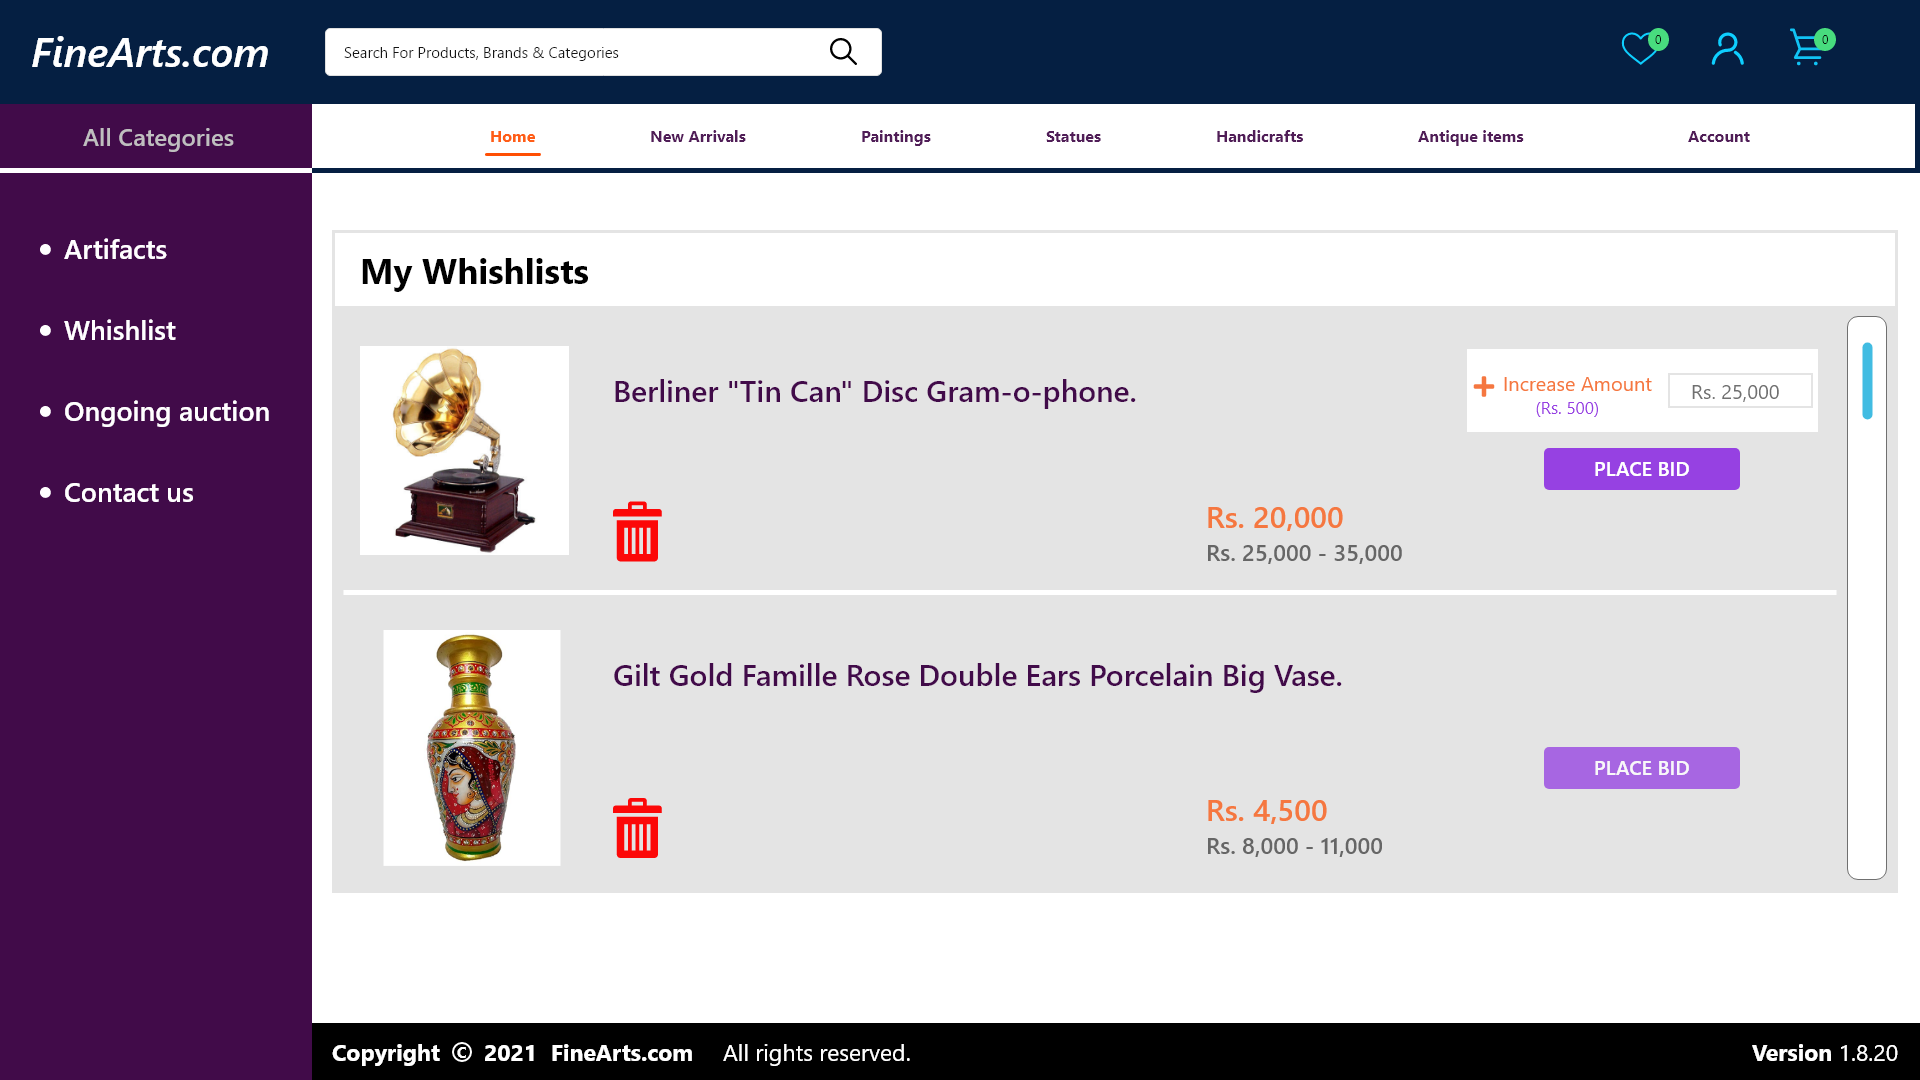 FineArts.com
Search For Products, Brands & Categories
0
0
All Categories
Home
New Arrivals
Paintings
Statues
Handicrafts
Antique items
Account
Artifacts
Whishlist
Ongoing auction
Contact us
My Whishlists
Berliner "Tin Can" Disc Gram-o-phone.
Increase Amount
(Rs. 500)
Rs. 25,000
PLACE BID
Rs. 20,000
Rs. 25,000 - 35,000
Gilt Gold Famille Rose Double Ears Porcelain Big Vase.
PLACE BID
Rs. 4,500
Rs. 8,000 - 11,000
Copyright © 2021 FineArts.com All rights reserved.
Version 1.8.20